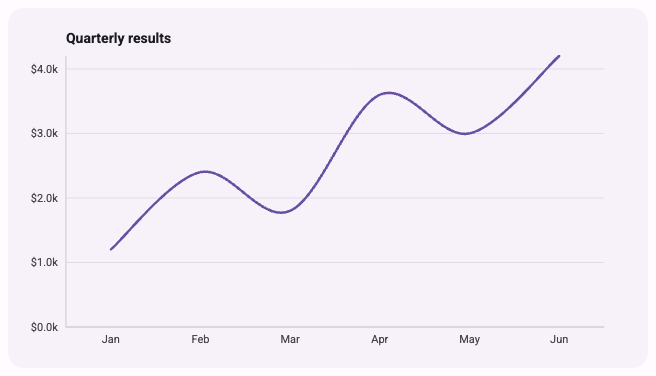 Quarterly results
$4.0k
$3.0k
$2.0k
$1.0k
$0.0k
Jan Feb Mar Apr May Jun